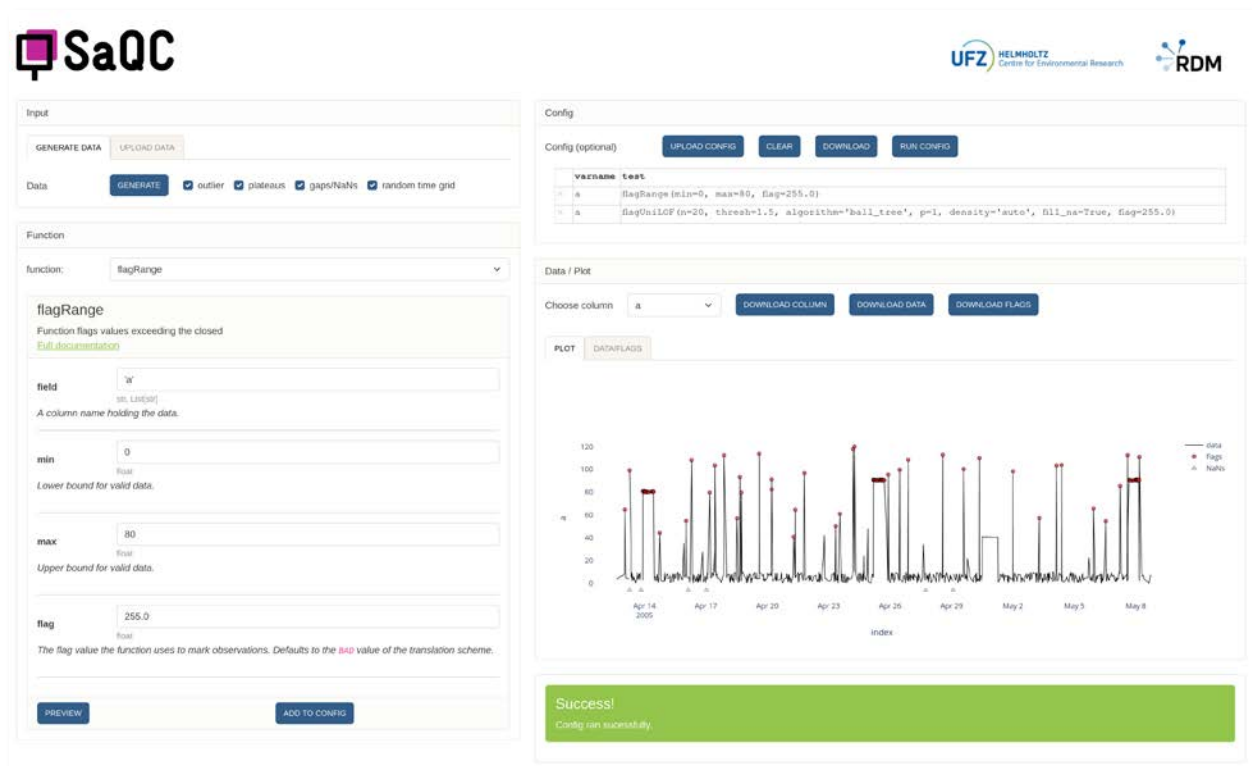 SaQC
UFZ HELMHOLTZ
Centre for Environmental Research
RDM
Input
GENERATE DATA UPLOAD DATA
Data GENERATE outlier plateaus gaps/NaNs random time grid
Function
function: flagRange
flagRange
Function flags values exceeding the closed
Full documentation
field 'a'
str, List[str]
A column name holding the data.
min 0
float
Lower bound for valid data.
max 80
float
Upper bound for valid data.
flag 255.0
float
The flag value the function uses to mark observations. Defaults to the BAD value of the translation scheme.
PREVIEW ADD TO CONFIG
Config
Config (optional) UPLOAD CONFIG CLEAR DOWNLOAD RUN CONFIG
varname test
a flagRange(min=0, max=80, flag=255.0)
a flagUniLOF(n=20, thresh=1.5, algorithm='ball_tree', p=1, density='auto', fill_na=True, flag=255.0)
Data / Plot
Choose column a DOWNLOAD COLUMN DOWNLOAD DATA DOWNLOAD FLAGS
PLOT DATA/FLAGS
data
flags
NaNs
120
100
80
60
40
20
0
a
Apr 14 Apr 17 Apr 20 Apr 23 Apr 26 Apr 29 May 2 May 5 May 8
2005
index
Success!
Config ran sucessfully.